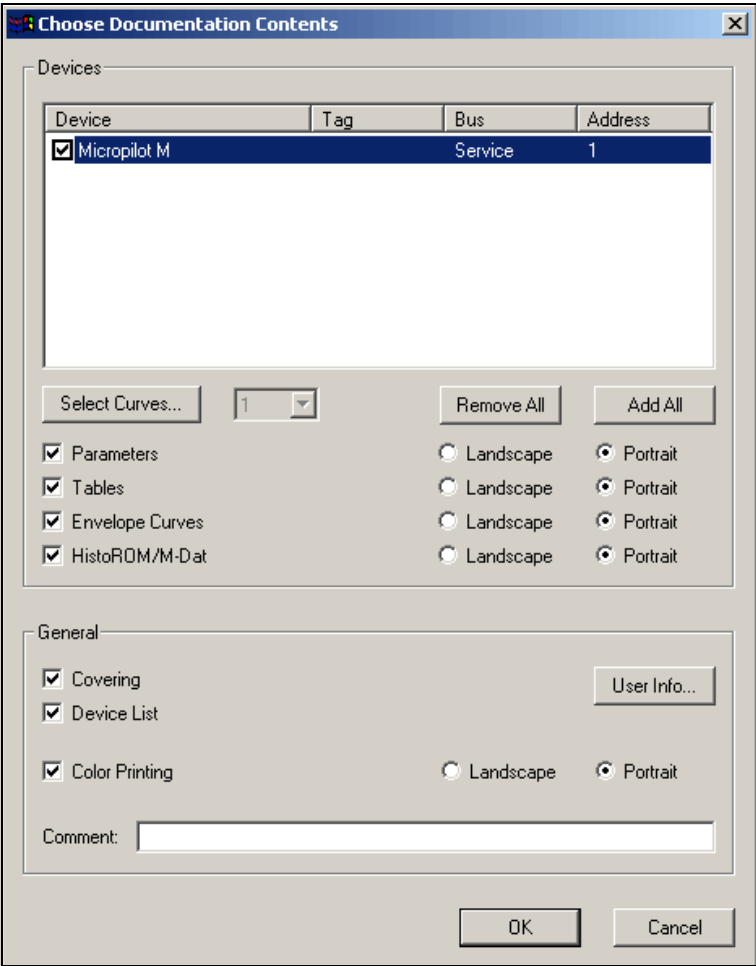 Choose Documentation Contents
Devices
Device Tag Bus Address
Micropilot M Service 1
Select Curves... 1 Remove All Add All
Parameters Landscape Portrait
Tables Landscape Portrait
Envelope Curves Landscape Portrait
HistoROM/M-Dat Landscape Portrait
General
Covering User Info...
Device List
Color Printing Landscape Portrait
Comment:
OK Cancel